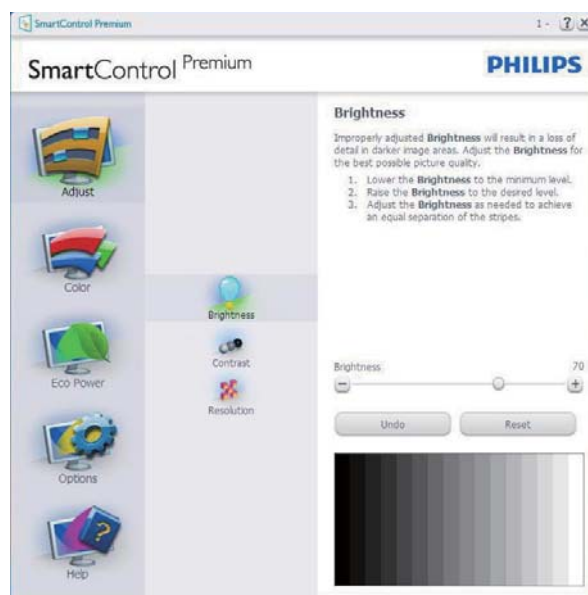 SmartControl Premium
1 - ? X
SmartControl Premium
PHILIPS
Adjust
Color
Eco Power
Options
Help
Brightness
Contrast
Resolution
Brightness
Improperly adjusted Brightness will result in a loss of
detail in darker image areas. Adjust the Brightness for
the best possible picture quality.
1. Lower the Brightness to the minimum level.
2. Raise the Brightness to the desired level.
3. Adjust the Brightness as needed to achieve
an equal separation of the stripes.
Brightness 70
Undo Reset